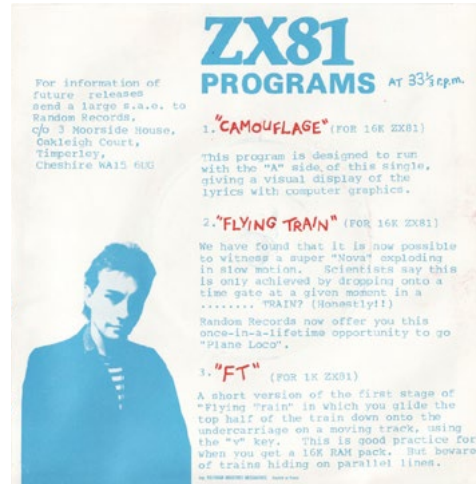 ZX81
PROGRAMS AT 33⅓ r.p.m.
For information of
future releases
send a large s.a.e. to
Random Records,
c/o 3 Moorside House,
Oakleigh Court,
Timperley,
Cheshire WA15 6UG
1. "CAMOUFLAGE" (FOR 16K ZX81)
This program is designed to run
with the "A" side of this single,
giving a visual display of the
lyrics with computer graphics.
2. "FLYING TRAIN" (FOR 16K ZX81)
We have found that it is now possible
to witness a super "Nova" exploding
in slow motion. Scientists say this
is only achieved by dropping onto a
time gate at a given moment in a
........ TRAIN? (Honestly!!)
Random Records now offer you this
once-in-a-lifetime opportunity to go
"Plane Loco".
3. "FT" (FOR 1K ZX81)
A short version of the first stage of
"Flying Train" in which you glide the
top half of the train down onto the
undercarriage on a moving track, using
the "v" key. This is good practice for
when you get a 16K RAM pack. But beware
of trains hiding on parallel lines.